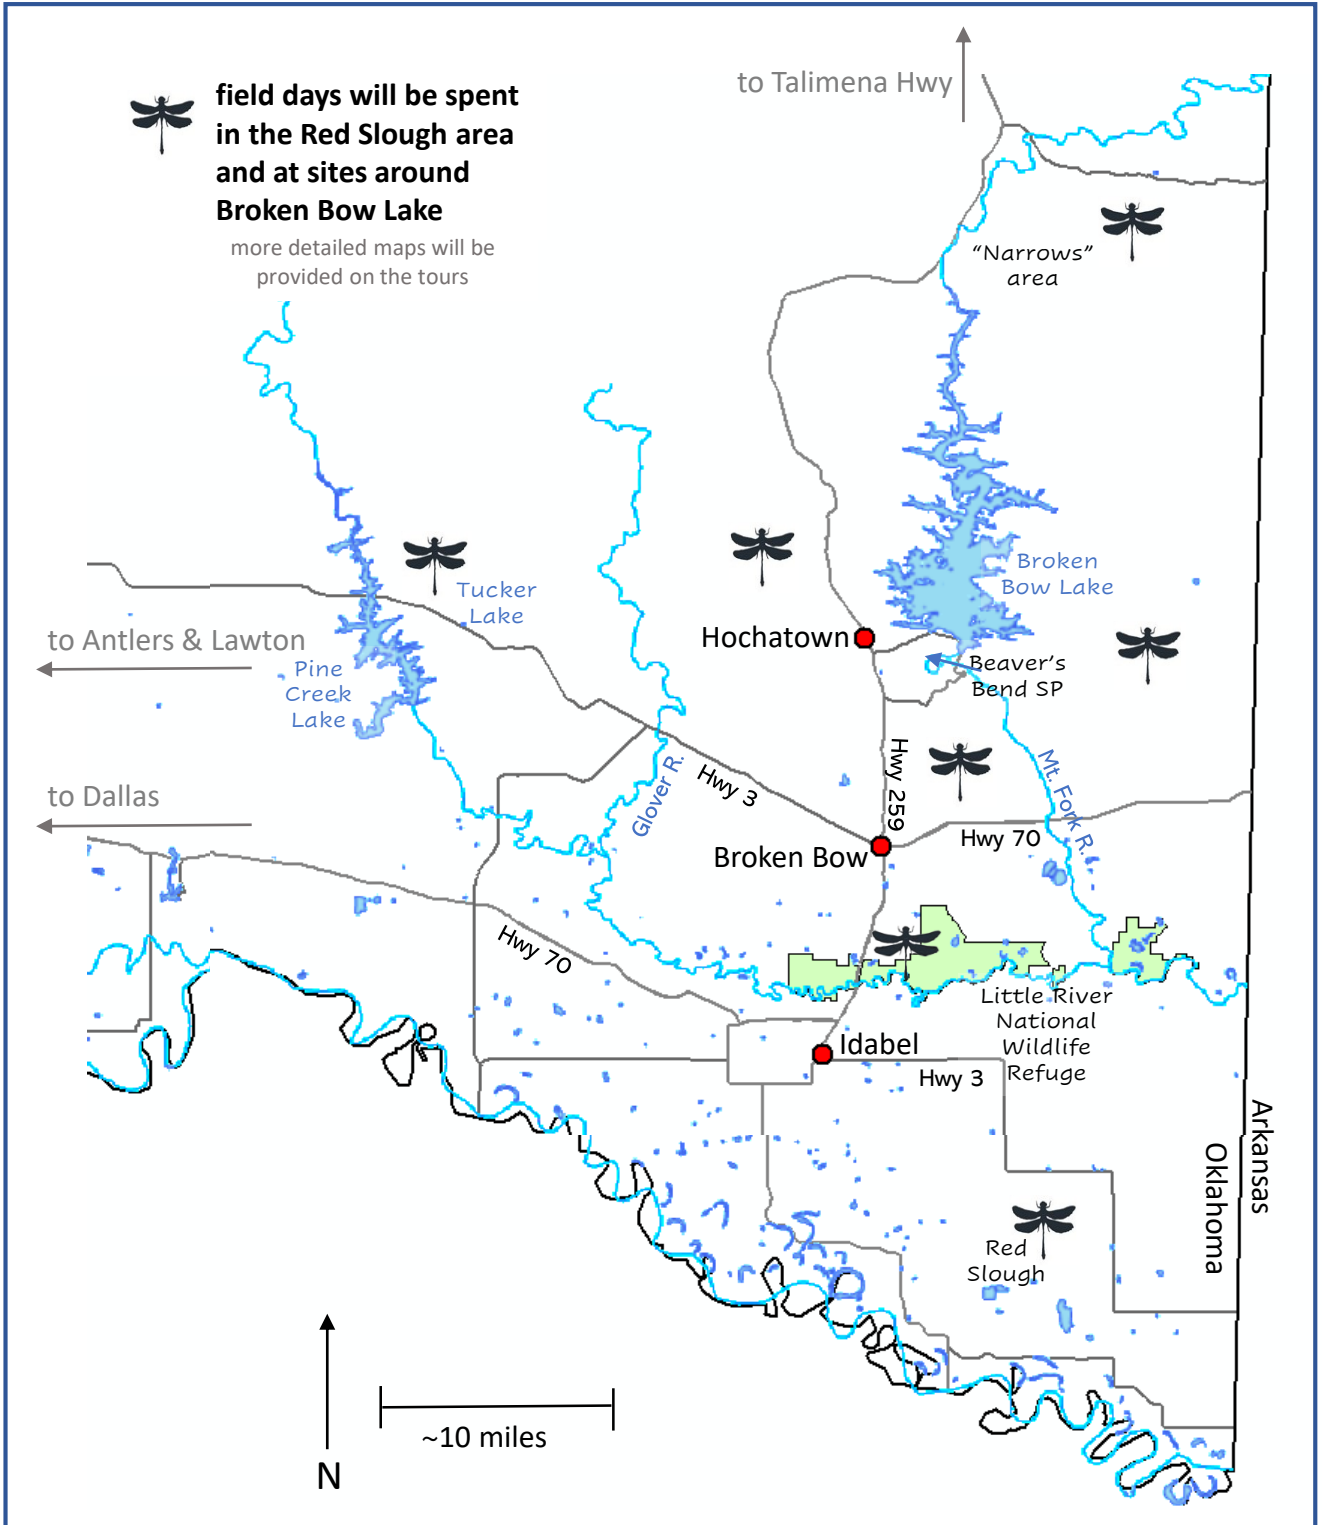 to Talimena Hwy
field days will be spent
in the Red Slough area
and at sites around
Broken Bow Lake
more detailed maps will be
provided on the tours
“Narrows”
area
Tucker
Lake
Broken
Bow Lake
to Antlers & Lawton
Hochatown
Pine
Creek
Lake
Beaver’s
Bend SP
Hwy 259
Mt. Fork R.
Glover R.
Hwy 3
to Dallas
Hwy 70
Broken Bow
Hwy 70
Little River
National
Wildlife
Refuge
Idabel
Hwy 3
Arkansas
Oklahoma
Red
Slough
~10 miles
N